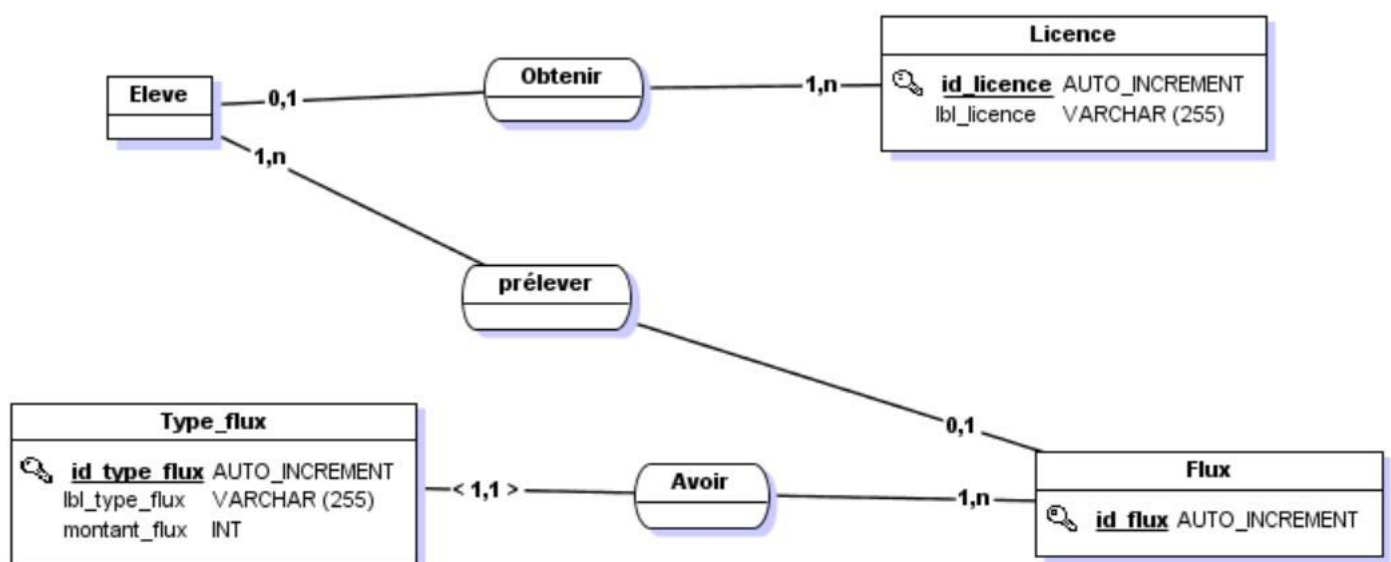 Licence
id_licence AUTO_INCREMENT
lbl_licence VARCHAR (255)
Eleve
0,1
Obtenir
1,n
1,n
prélever
0,1
Type_flux
id_type_flux AUTO_INCREMENT
lbl_type_flux VARCHAR (255)
montant_flux INT
< 1,1 >
Avoir
1,n
Flux
id_flux AUTO_INCREMENT